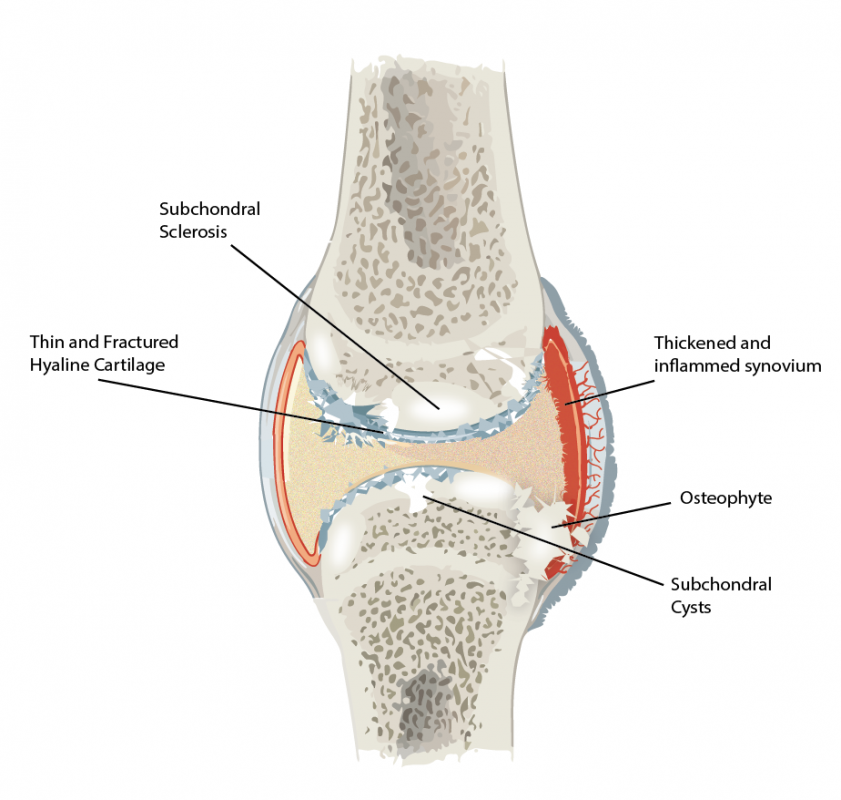 Subchondral
Sclerosis
Thin and Fractured
Hyaline Cartilage
Thickened and
inflammed synovium
Osteophyte
Subchondral
Cysts